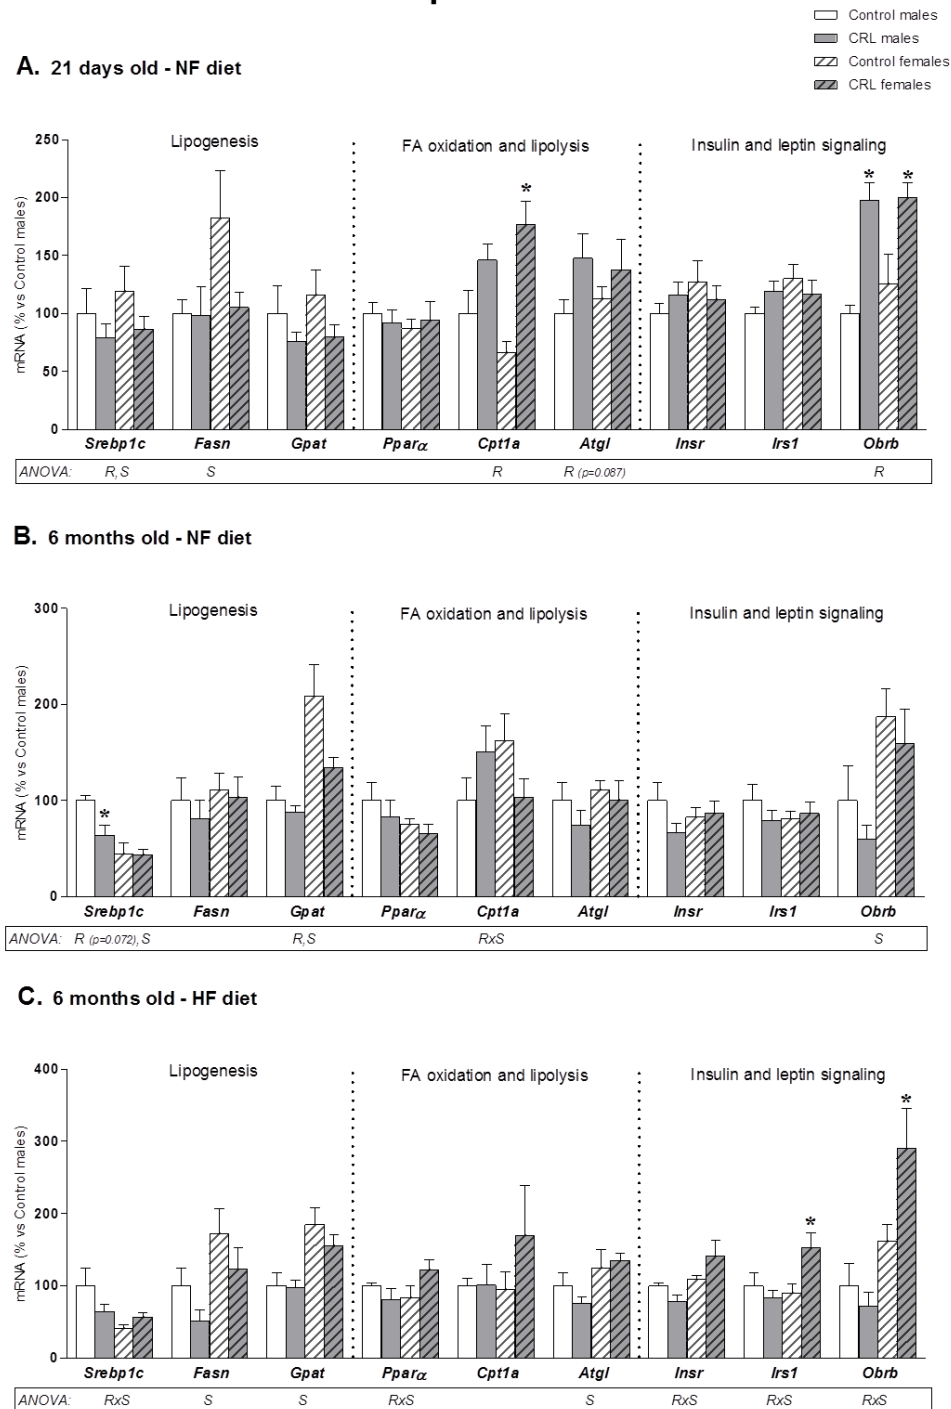 Control males
CRL males
Control females
CRL females
A. 21 days old - NF diet
Lipogenesis
FA oxidation and lipolysis
Insulin and leptin signaling
mRNA (% vs Control males)
250
200
150
100
50
0
* * *
Srebp1c Fasn Gpat Pparα Cpt1a Atgl Insr Irs1 Obrb
ANOVA: R, S S R R (p=0.087) R
B. 6 months old - NF diet
Lipogenesis
FA oxidation and lipolysis
Insulin and leptin signaling
mRNA (% vs Control males)
300
200
100
0
*
Srebp1c Fasn Gpat Pparα Cpt1a Atgl Insr Irs1 Obrb
ANOVA: R (p=0.072), S R,S RxS S
C. 6 months old - HF diet
Lipogenesis
FA oxidation and lipolysis
Insulin and leptin signaling
mRNA (% vs Control males)
400
300
200
100
0
* *
Srebp1c Fasn Gpat Pparα Cpt1a Atgl Insr Irs1 Obrb
ANOVA: RxS S S RxS S RxS RxS RxS